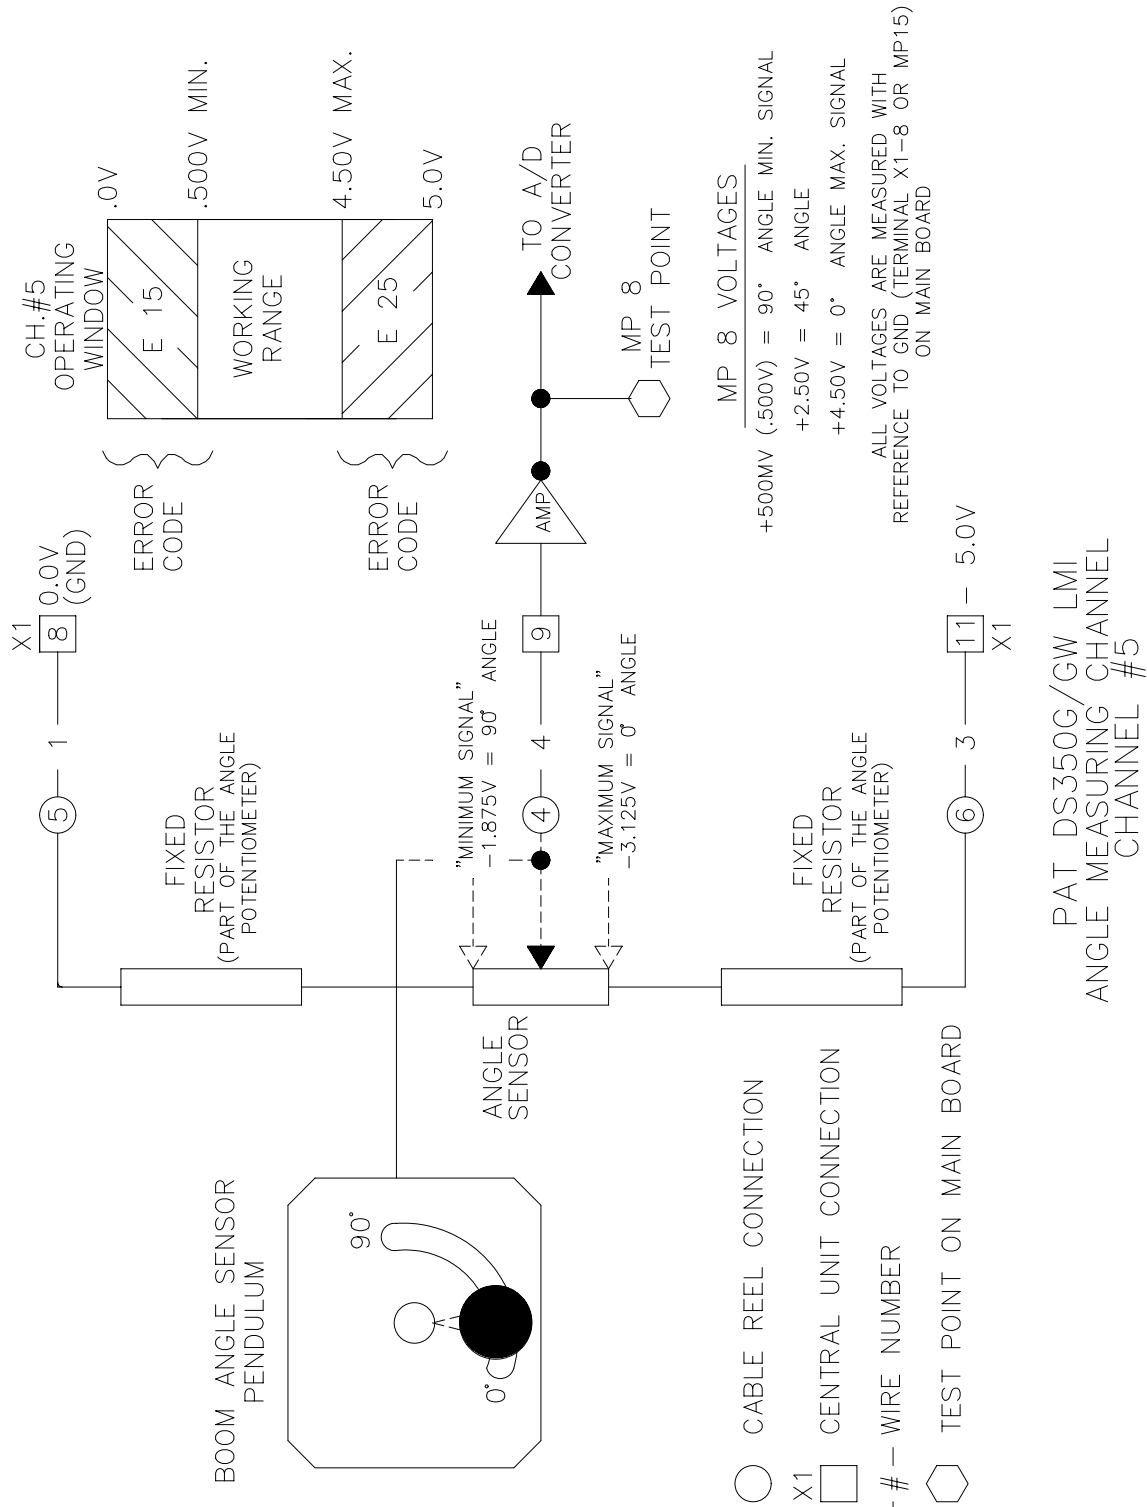 BOOM ANGLE SENSOR
PENDULUM
90°
0°
ANGLE
SENSOR
FIXED
RESISTOR
(PART OF THE ANGLE
POTENTIOMETER)
5
1
X1
8
0.0V
(GND)
"MINIMUM SIGNAL"
-1.875V = 90° ANGLE
4
4
9
AMP
"MAXIMUM SIGNAL"
-3.125V = 0° ANGLE
FIXED
RESISTOR
(PART OF THE ANGLE
POTENTIOMETER)
6
3
11
X1
- 5.0V
CH.#5
OPERATING
WINDOW
ERROR
CODE
E 15
.0V
.500V MIN.
WORKING
RANGE
ERROR
CODE
E 25
4.50V MAX.
5.0V
TO A/D
CONVERTER
MP 8
TEST POINT
MP 8 VOLTAGES
+500MV (.500V) = 90° ANGLE MIN. SIGNAL
+2.50V = 45° ANGLE
+4.50V = 0° ANGLE MAX. SIGNAL
ALL VOLTAGES ARE MEASURED WITH
REFERENCE TO GND (TERMINAL X1-8 OR MP15)
ON MAIN BOARD
CABLE REEL CONNECTION
X1
CENTRAL UNIT CONNECTION
-#- WIRE NUMBER
TEST POINT ON MAIN BOARD
PAT DS350G/GW LMI
ANGLE MEASURING CHANNEL
CHANNEL #5